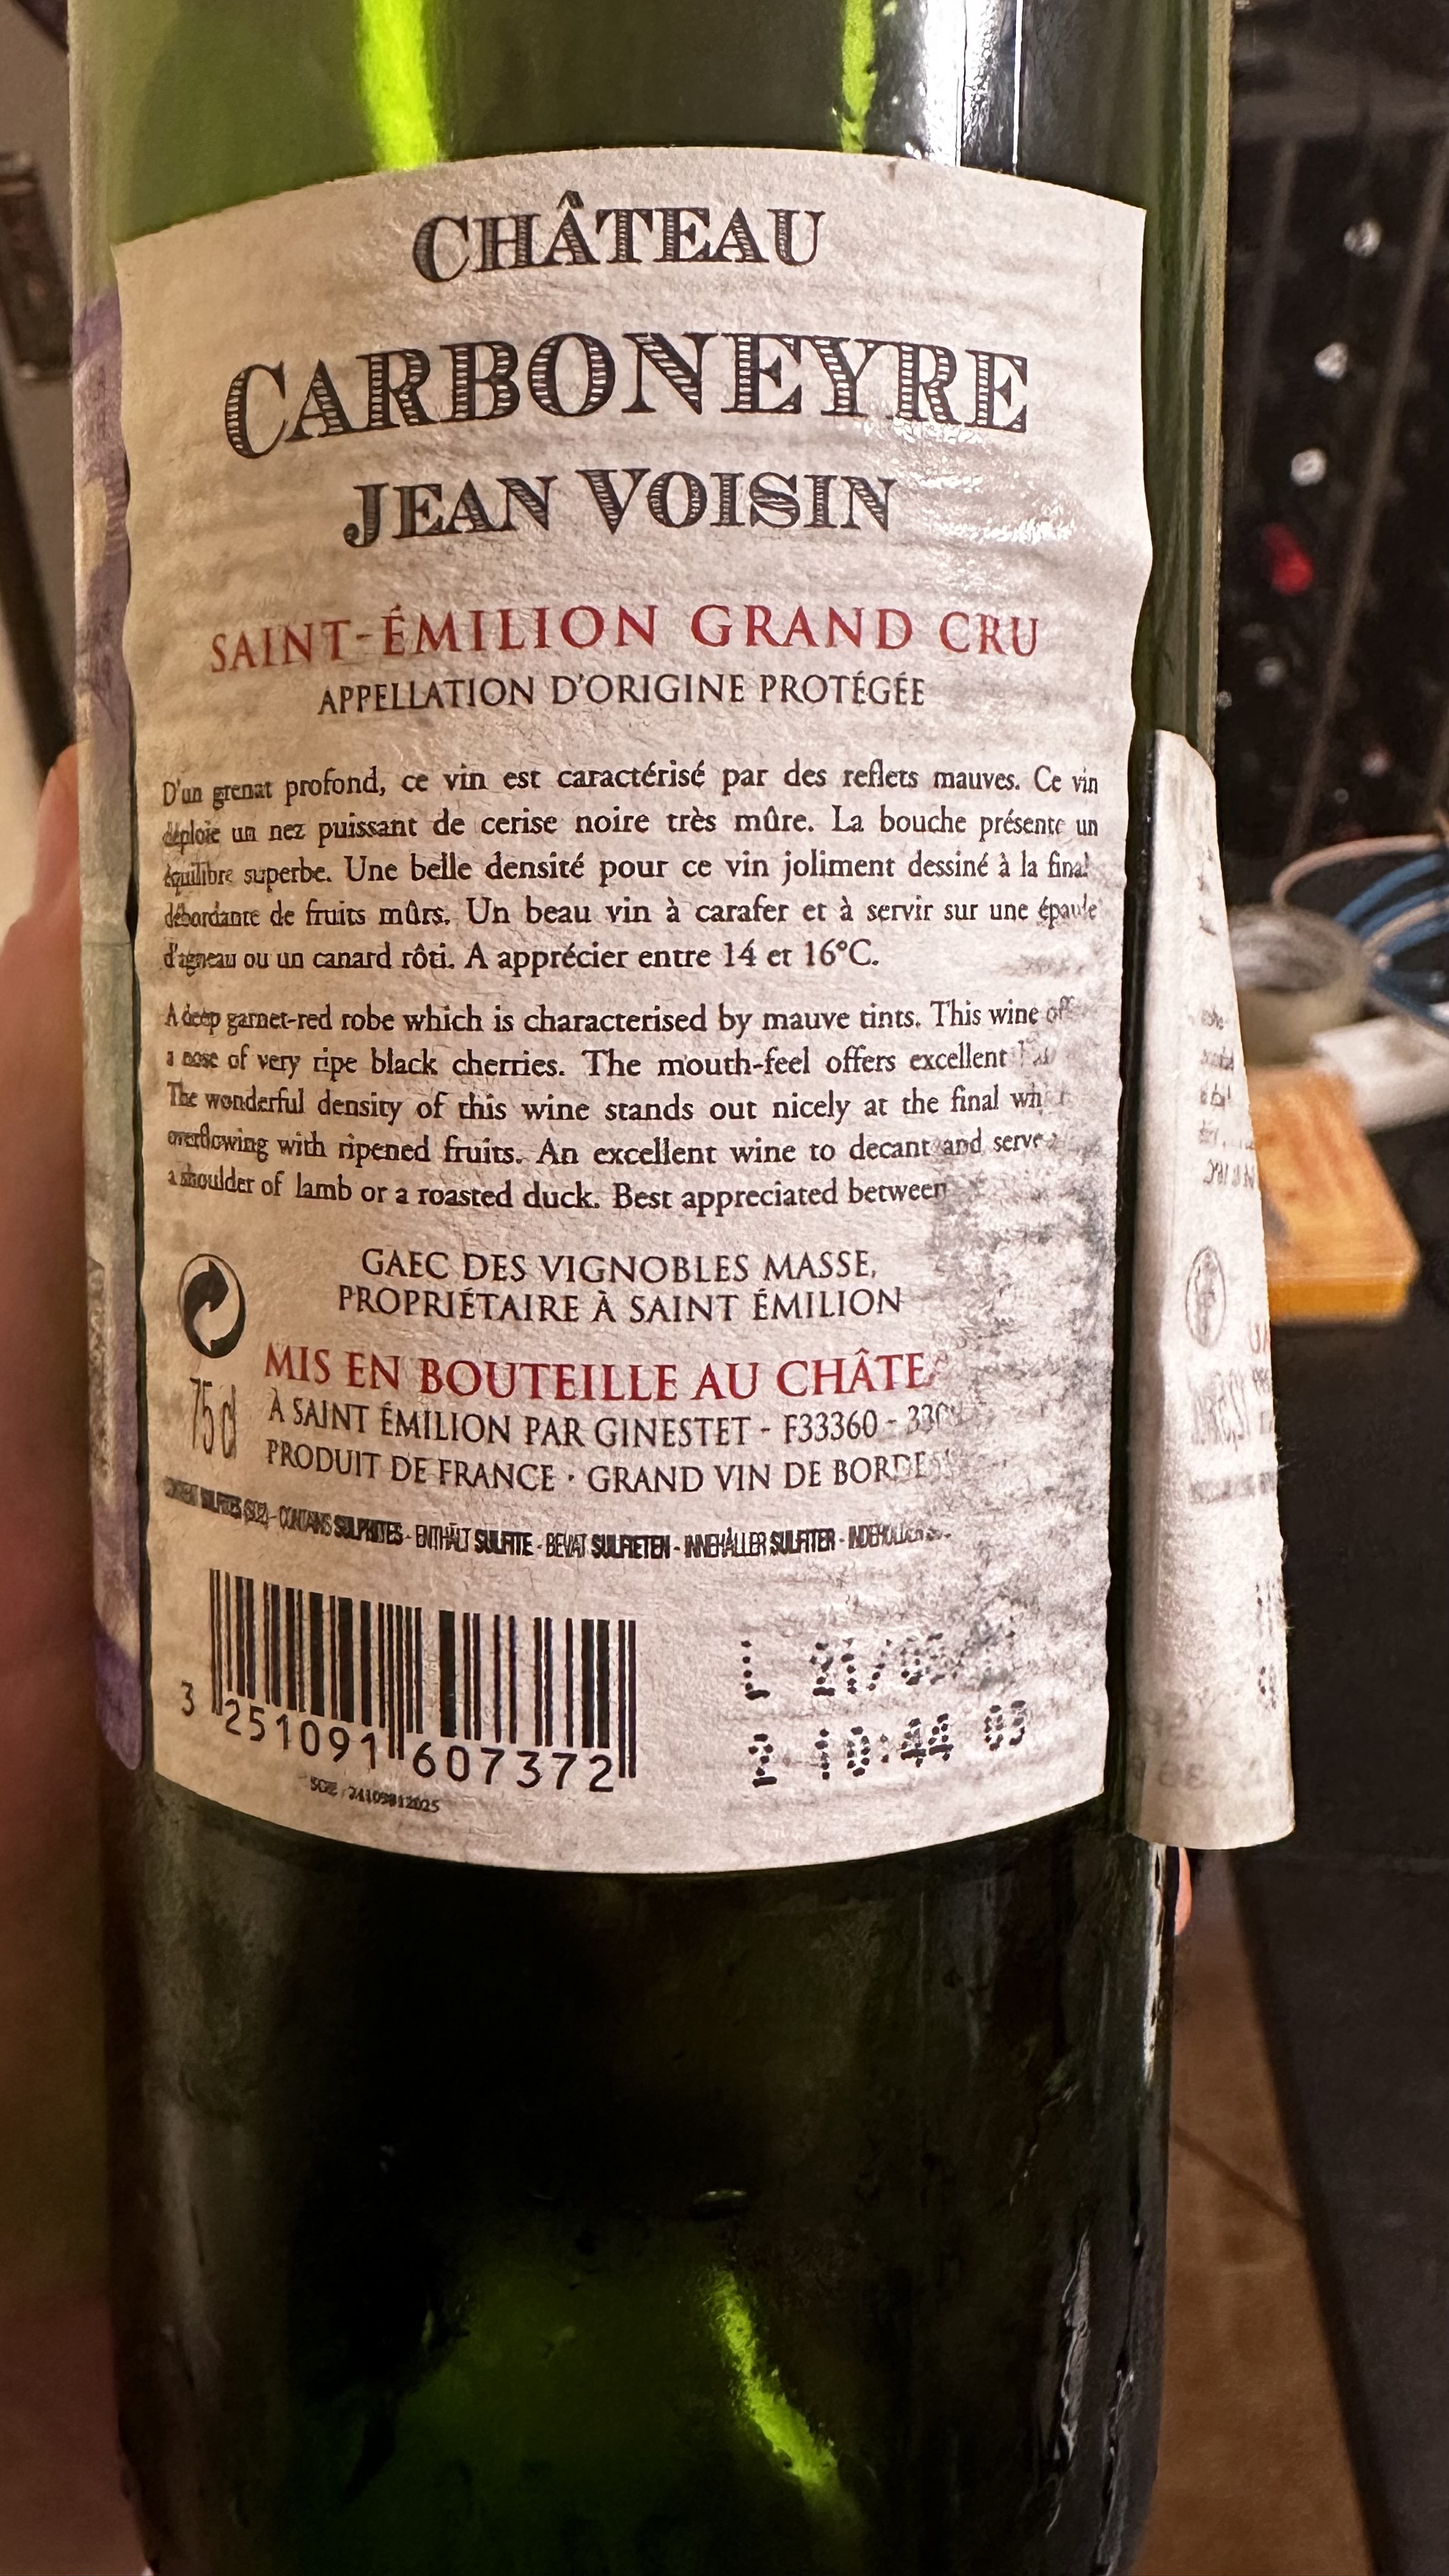 CHÂTEAU
CARBONEYRE
JEAN VOISIN
SAINT-ÉMILION GRAND CRU
APPELLATION D'ORIGINE PROTÉGÉE
D'un grenat profond, ce vin est caractérisé par des reflets mauves. Ce vin
déploie un nez puissant de cerise noire très mûre. La bouche présente un
équilibre superbe. Une belle densité pour ce vin joliment dessiné à la final
débordante de fruits mûrs. Un beau vin à carafer et à servir sur une épaule
d'agneau ou un canard rôti. A apprécier entre 14 et 16°C.
A deep garnet-red robe which is characterised by mauve tints. This wine
a nose of very ripe black cherries. The mouth-feel offers excellent
The wonderful density of this wine stands out nicely at the final
overflowing with ripened fruits. An excellent wine to decant and serve
a shoulder of lamb or a roasted duck. Best appreciated between
GAEC DES VIGNOBLES MASSE,
PROPRIÉTAIRE À SAINT ÉMILION
MIS EN BOUTEILLE AU CHÂTEA
75 cl À SAINT ÉMILION PAR GINESTET - F33360 -
PRODUIT DE FRANCE · GRAND VIN DE BORDEA
SULFITES (SO2) - CONTAINS SULPHITES - ENTHÄLT SULFITE - BEVAT SULFIETEN - INNEHÅLLER SULFITER -
L
3 251091 607372
2 10:44 03